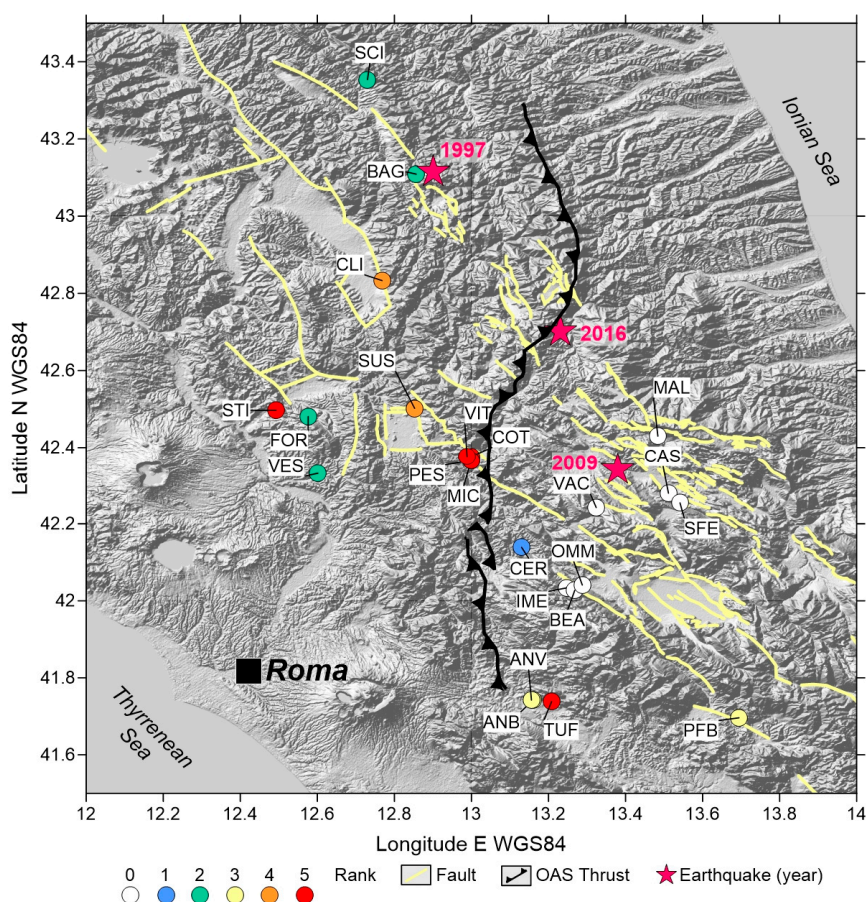 43.4
43.2
43
42.8
42.6
42.4
42.2
42
41.8
41.6
Latitude N WGS84
SCI
1997
BAG
Ionian Sea
CLI
2016
SUS
MAL
STI
VIT
COT
FOR
CAS
2009
VES
PES
VAC
MIC
SFE
OMM
CER
IME
BEA
Roma
ANV
Thyrrenean
Sea
ANB
TUF
PFB
12 12.2 12.4 12.6 12.8 13 13.2 13.4 13.6 13.8 14
Longitude E WGS84
0 1 2 3 4 5 Rank Fault OAS Thrust Earthquake (year)